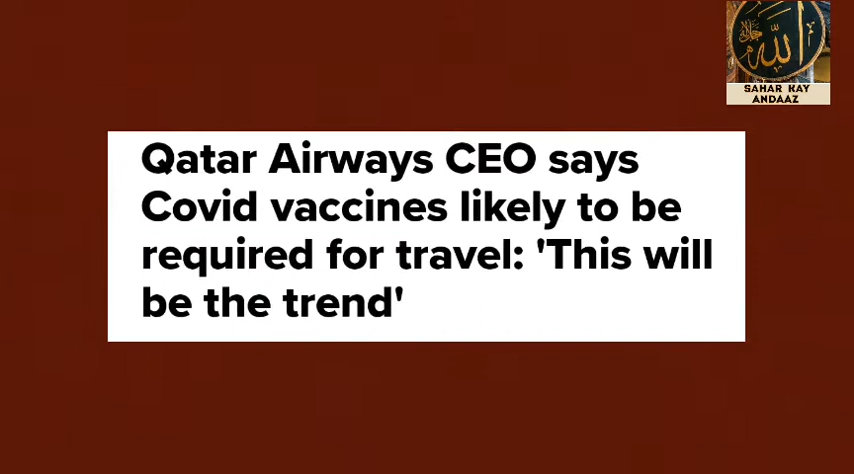 الله
SAHAR KAY
ANDAAZ
Qatar Airways CEO says
Covid vaccines likely to be
required for travel: 'This will
be the trend'